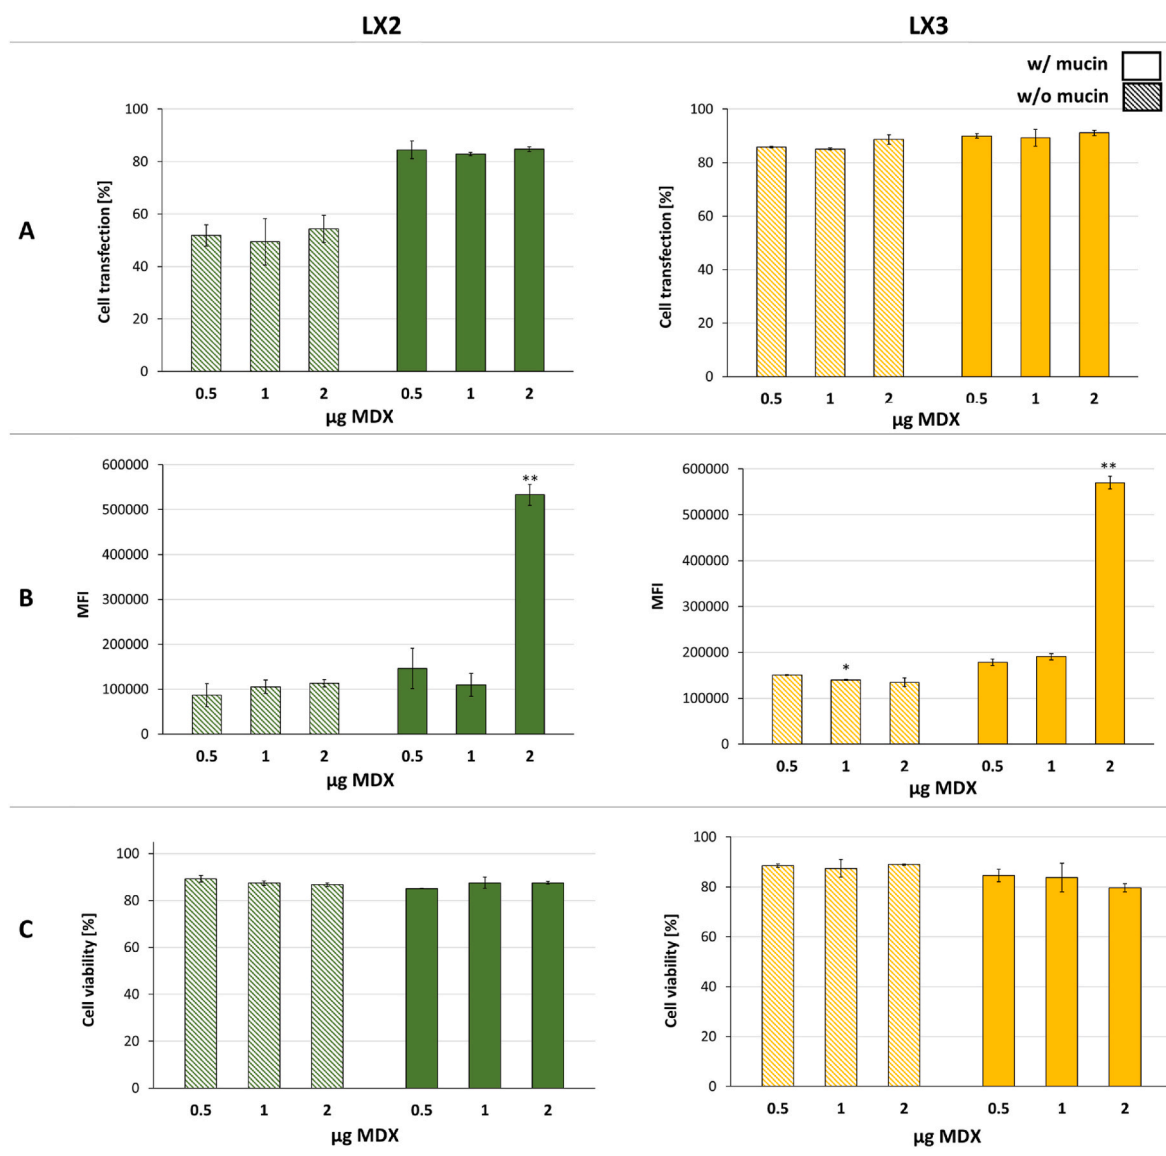 LX2
LX3
w/ mucin
w/o mucin
A
Cell transfection [%]
100
80
60
40
20
0
0.5 1 2 0.5 1 2
µg MDX
Cell transfection [%]
100
80
60
40
20
0
0.5 1 2 0.5 1 2
µg MDX
B
MFI
600000
500000
400000
300000
200000
100000
0
**
0.5 1 2 0.5 1 2
µg MDX
MFI
600000
500000
400000
300000
200000
100000
0
*
**
0.5 1 2 0.5 1 2
µg MDX
C
Cell viability [%]
100
80
60
40
20
0
0.5 1 2 0.5 1 2
µg MDX
Cell viability [%]
100
80
60
40
20
0
0.5 1 2 0.5 1 2
µg MDX